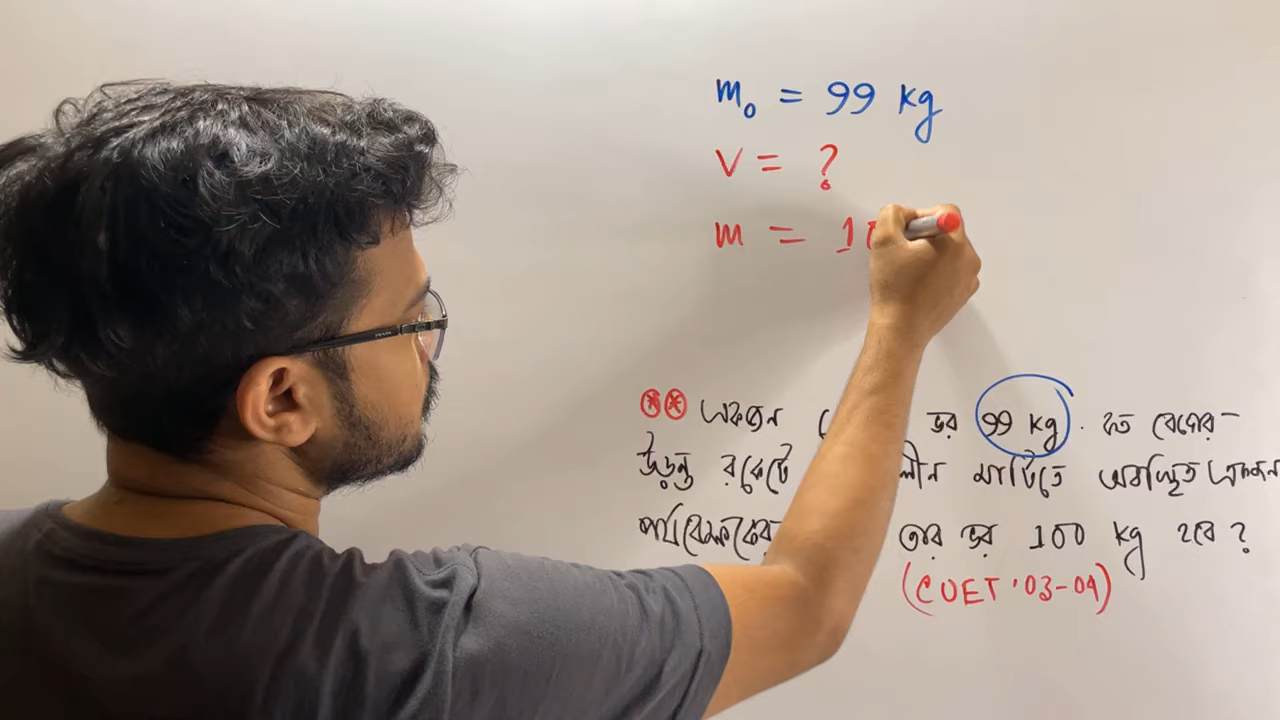 m₀ = 99 kg
v = ?
m = 1
** একজন ভর 99 kg. কত বেগের-
উড়ন্ত রকেটে মাটিতে অবস্থিত একজন
পর্যবেক্ষকের তার ভর 100 kg হবে ?
(CUET '03-04)